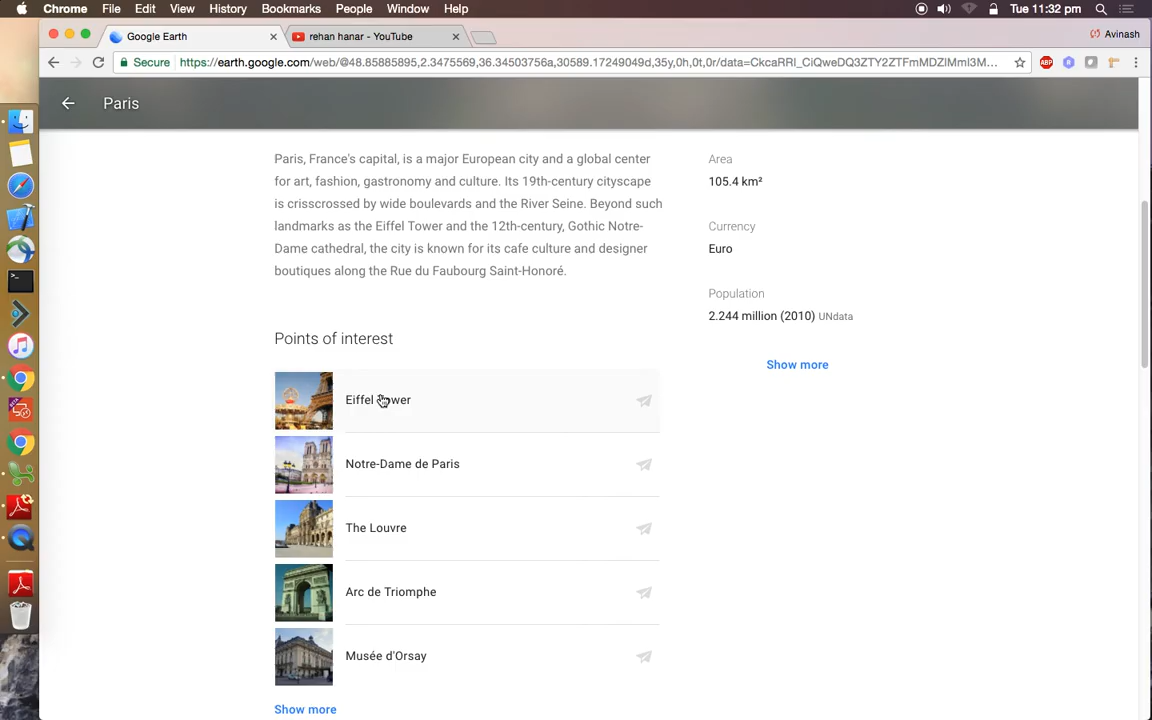 Chrome File Edit View History Bookmarks People Window Help Tue 11:32 pm
Google Earth rehan hanar - YouTube Avinash
Secure https://earth.google.com/web/@48.85885895,2.3475569,36.34503756a,30589.17249049d,35y,0h,0t,0r/data=CkcaRRI_CiQweDQ3ZTY2ZTFmMDZlMmI3M... ABP
Paris
Paris, France's capital, is a major European city and a global center
for art, fashion, gastronomy and culture. Its 19th-century cityscape
is crisscrossed by wide boulevards and the River Seine. Beyond such
landmarks as the Eiffel Tower and the 12th-century, Gothic Notre-
Dame cathedral, the city is known for its cafe culture and designer
boutiques along the Rue du Faubourg Saint-Honoré.
Area
105.4 km²
Currency
Euro
Population
2.244 million (2010) UNdata
Show more
Points of interest
Eiffel Tower
Notre-Dame de Paris
The Louvre
Arc de Triomphe
Musée d'Orsay
Show more